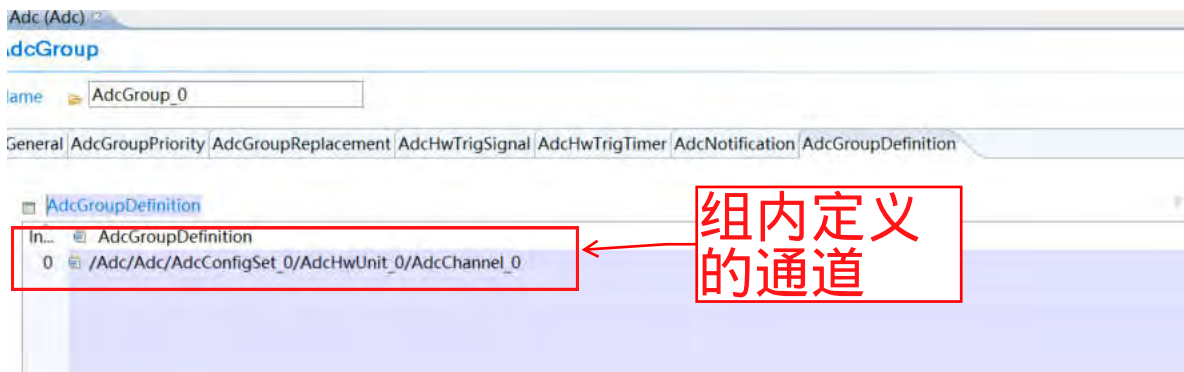 Adc (Adc)
dcGroup
lame AdcGroup_0
General AdcGroupPriority AdcGroupReplacement AdcHwTrigSignal AdcHwTrigTimer AdcNotification AdcGroupDefinition
AdcGroupDefinition
In... AdcGroupDefinition
0 /Adc/Adc/AdcConfigSet_0/AdcHwUnit_0/AdcChannel_0
组内定义
的通道